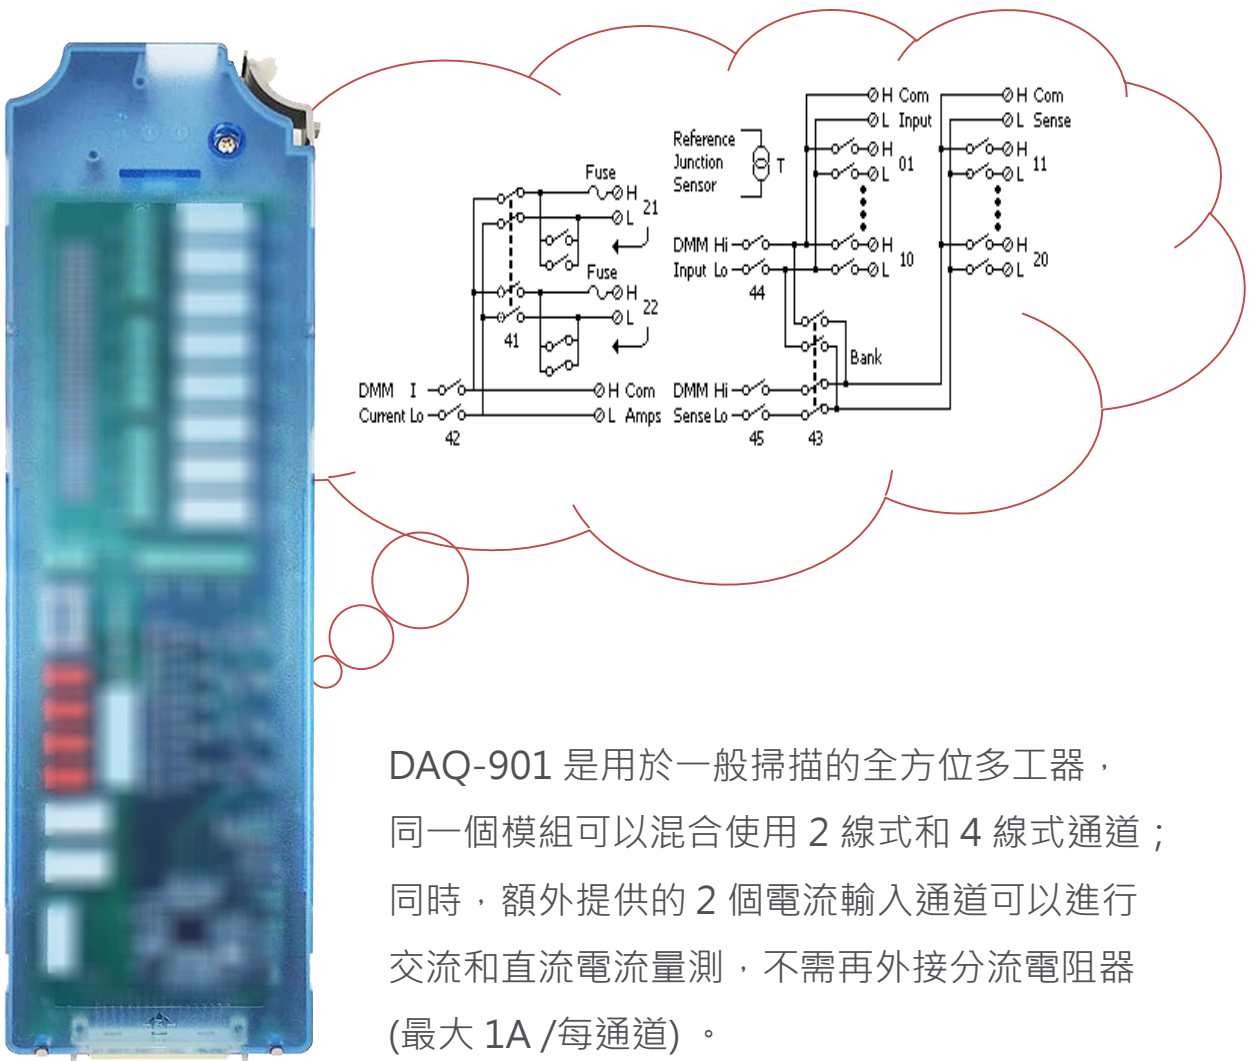 H Com
L Input
H 01
L
H 10
L
H Com
L Sense
H 11
L
H 20
L
Reference
Junction
Sensor
T
DMM Hi
Input Lo
44
Bank
DMM Hi
Sense Lo
45 43
Fuse
H 21
L
Fuse
H 22
L
41
DMM I
Current Lo
42
H Com
L Amps
DAQ-901 是用於一般掃描的全方位多工器，
同一個模組可以混合使用 2 線式和 4 線式通道；
同時，額外提供的 2 個電流輸入通道可以進行
交流和直流電流量測，不需再外接分流電阻器
(最大 1A /每通道) 。